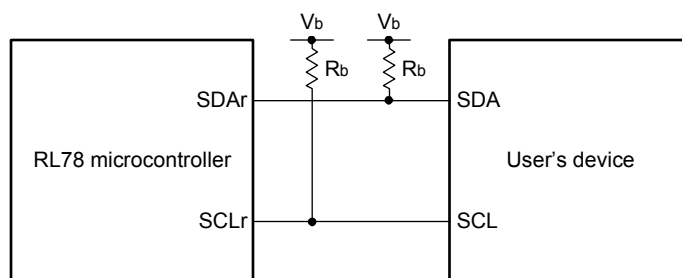 Vb Vb
Rb Rb
SDAr SDA
RL78 microcontroller User's device
SCLr SCL